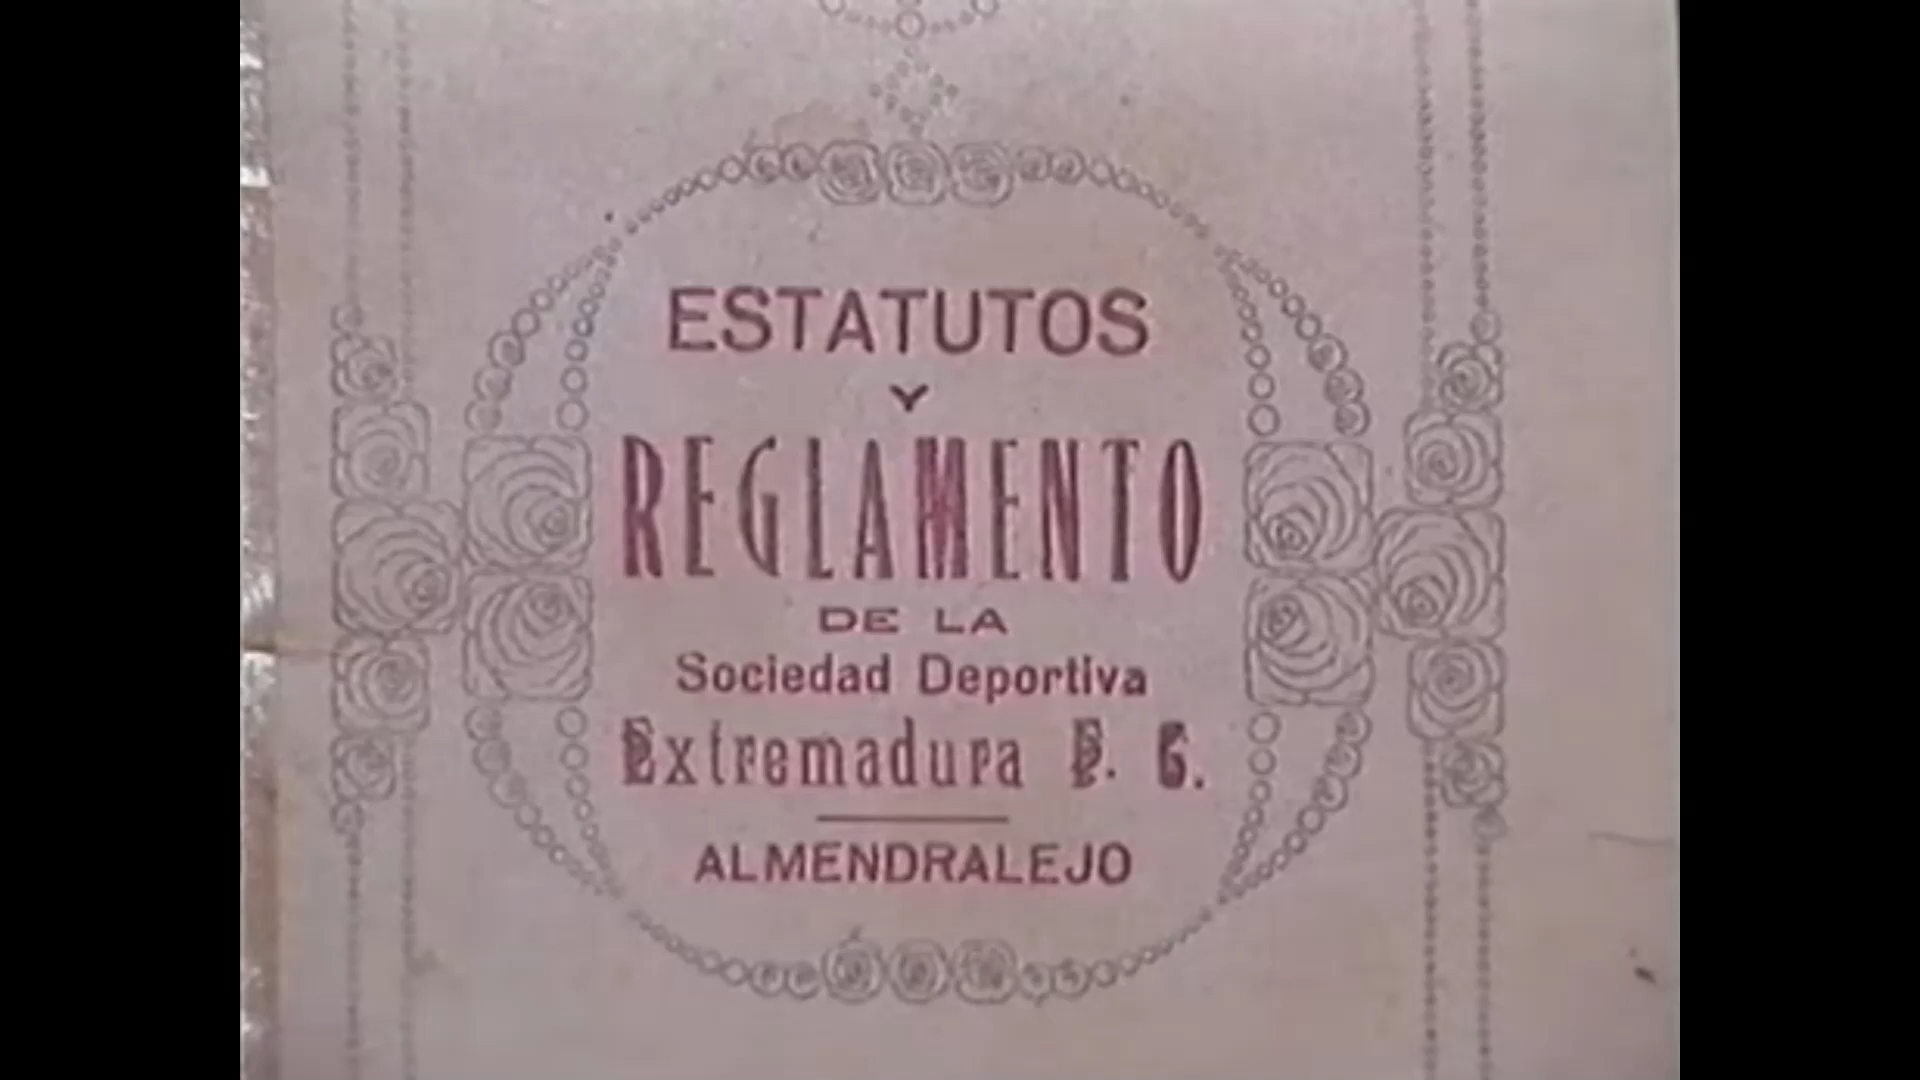 ESTATUTOS
Y
REGLAMENTO
DE LA
Sociedad Deportiva
Extremadura F. C.
ALMENDRALEJO